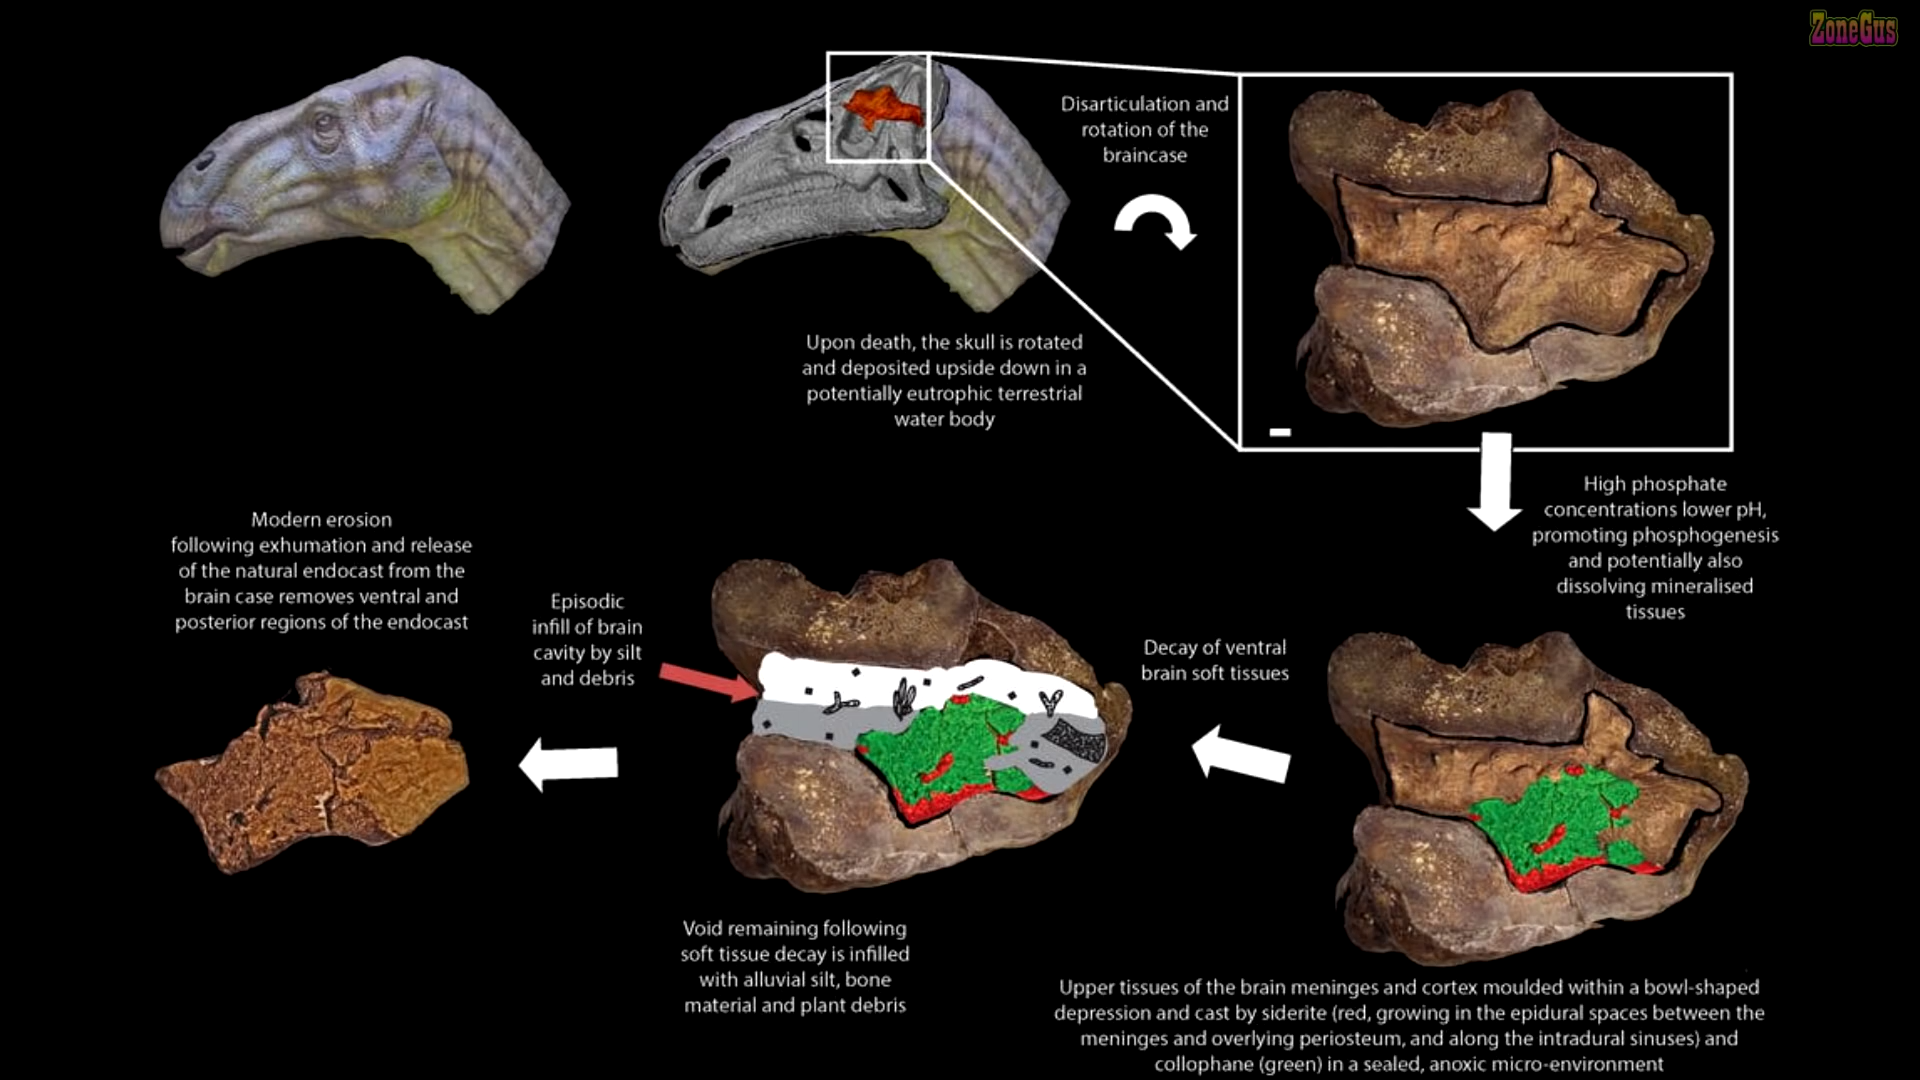 ZoneGus
Disarticulation and
rotation of the
braincase
Upon death, the skull is rotated
and deposited upside down in a
potentially eutrophic terrestrial
water body
High phosphate
concentrations lower pH,
promoting phosphogenesis
and potentially also
dissolving mineralised
tissues
Upper tissues of the brain meninges and cortex moulded within a bowl-shaped
depression and cast by siderite (red, growing in the epidural spaces between the
meninges and overlying periosteum, and along the intradural sinuses) and
collophane (green) in a sealed, anoxic micro-environment
Decay of ventral
brain soft tissues
Episodic
infill of brain
cavity by silt
and debris
Void remaining following
soft tissue decay is infilled
with alluvial silt, bone
material and plant debris
Modern erosion
following exhumation and release
of the natural endocast from the
brain case removes ventral and
posterior regions of the endocast